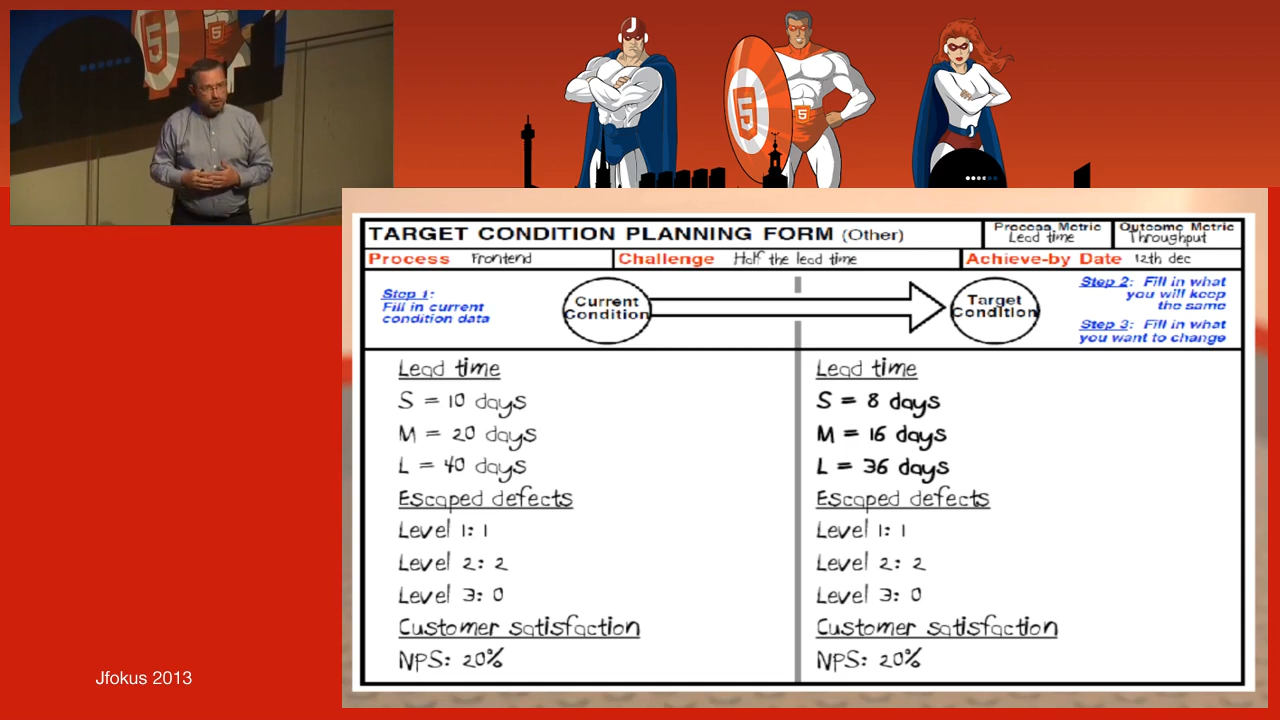 J
5
5
5
TARGET CONDITION PLANNING FORM (Other)
Process Metric
Lead time
Outcome Metric
Throughput
Process Frontend
Challenge Half the lead time
Achieve-by Date 12th dec
Step 1:
Fill in current
condition data
Current
Condition
Target
Condition
Step 2: Fill in what
you will keep
the same
Step 3: Fill in what
you want to change
Lead time
S = 10 days
M = 20 days
L = 40 days
Escaped defects
Level 1: 1
Level 2: 2
Level 3: 0
Customer satisfaction
NPS: 20%
Lead time
S = 8 days
M = 16 days
L = 36 days
Escaped defects
Level 1: 1
Level 2: 2
Level 3: 0
Customer satisfaction
NPS: 20%
Jfokus 2013